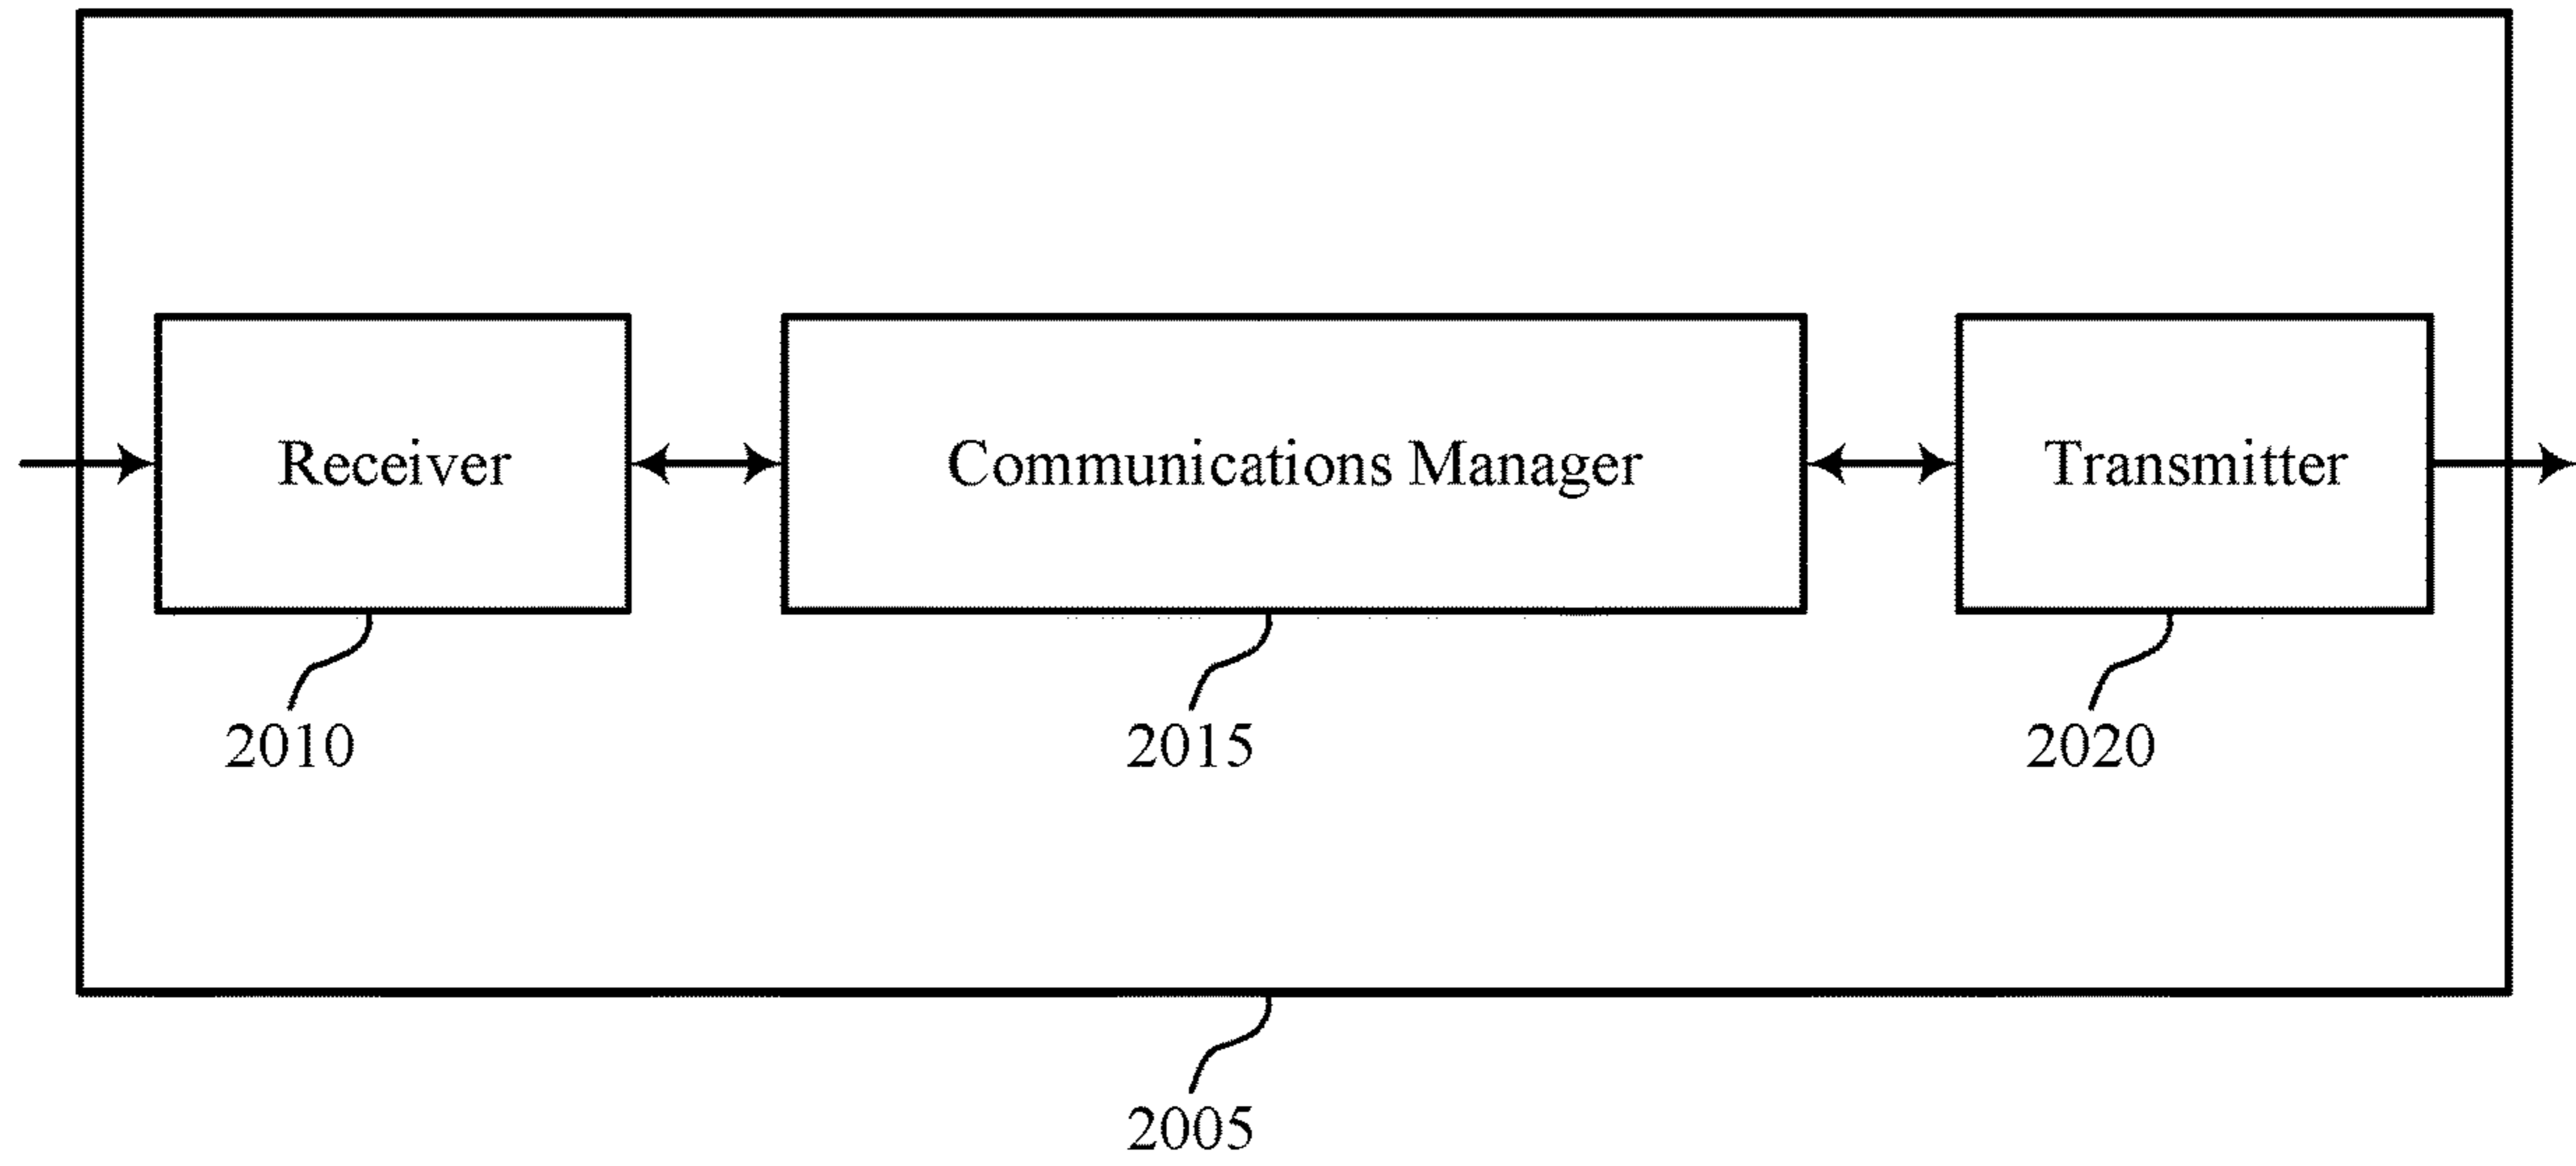 Receiver
Communications Manager
Transmitter
2010
2015
2020
2005